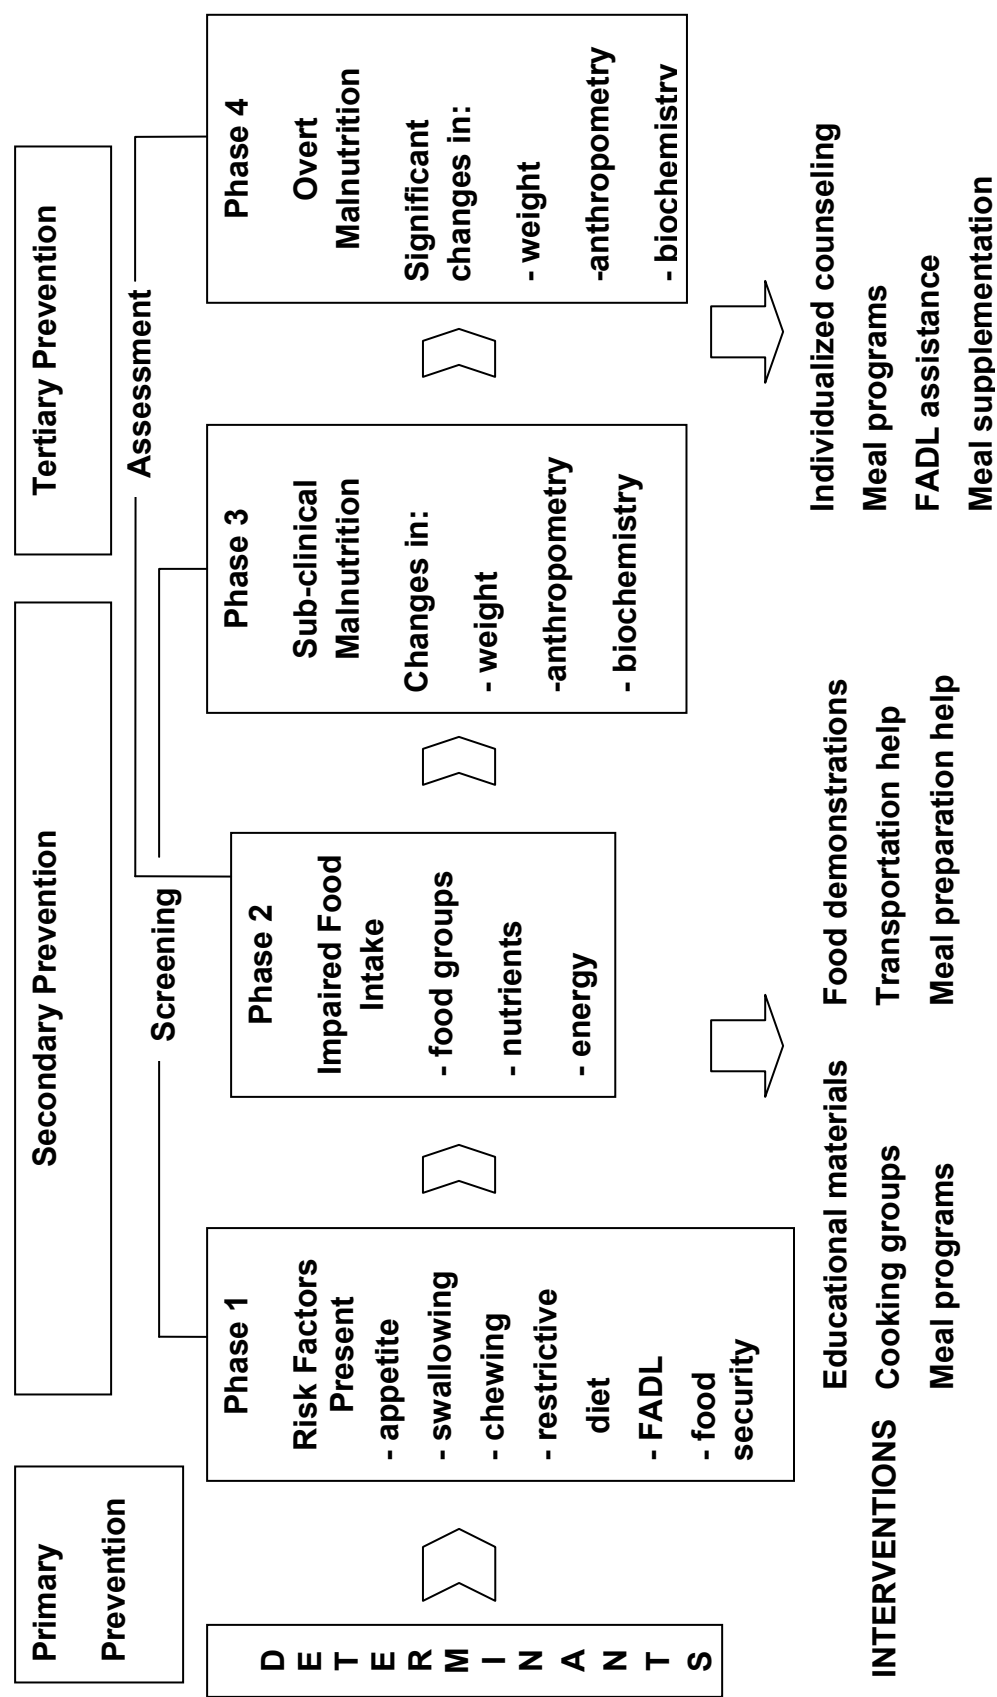 Primary
Prevention
Secondary Prevention
Tertiary Prevention
Screening
Assessment
D
E
T
E
R
M
I
N
A
N
T
S
Phase 1
Risk Factors
Present
- appetite
- swallowing
- chewing
- restrictive
diet
- FADL
- food
security
Phase 2
Impaired Food
Intake
- food groups
- nutrients
- energy
Phase 3
Sub-clinical
Malnutrition
Changes in:
- weight
-anthropometry
- biochemistry
Phase 4
Overt
Malnutrition
Significant
changes in:
- weight
-anthropometry
- biochemistry
INTERVENTIONS
Educational materials
Cooking groups
Meal programs
Food demonstrations
Transportation help
Meal preparation help
Individualized counseling
Meal programs
FADL assistance
Meal supplementation